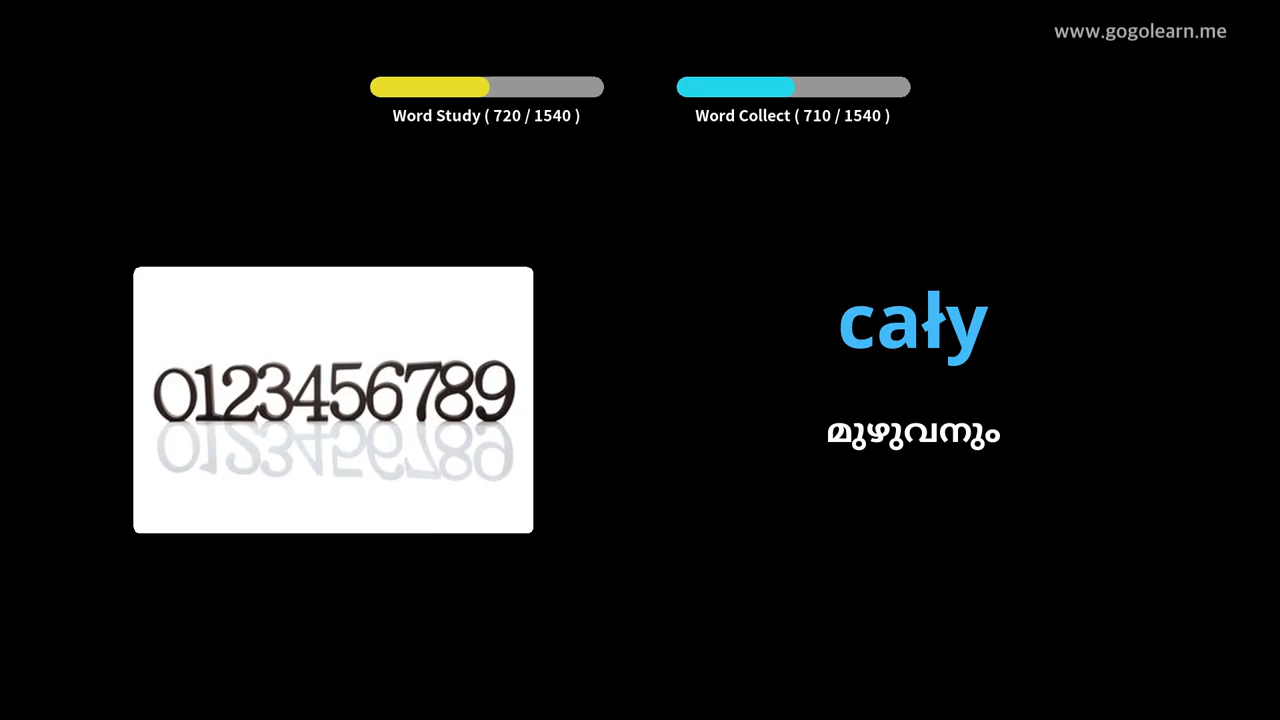 www.gogolearn.me
Word Study ( 720 / 1540 )
Word Collect ( 710 / 1540 )
0123456789
cały
മുഴുവനും